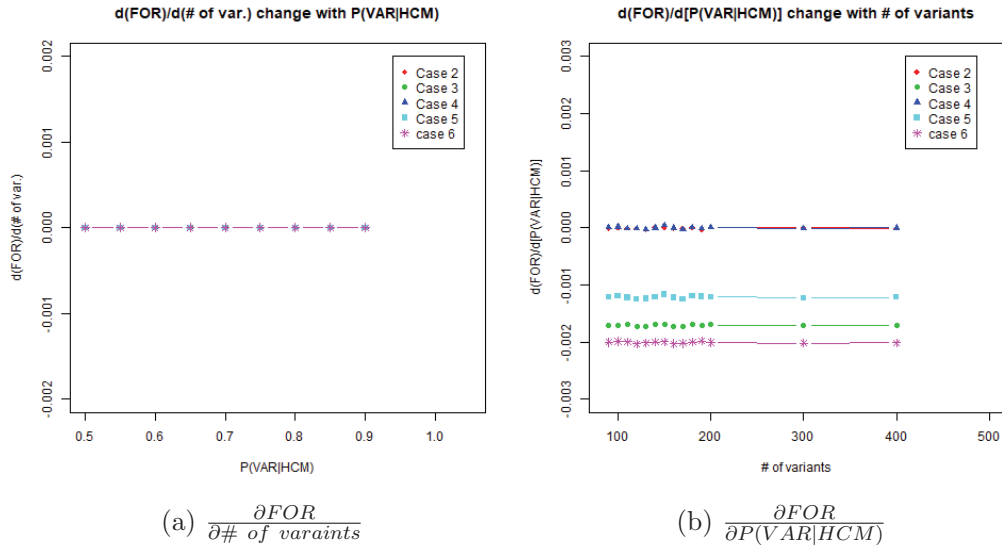 d(FOR)/d(# of var.) change with P(VAR|HCM)
d(FOR)/d(# of var.)
0.002
0.001
0.000
-0.001
-0.002
Case 2
Case 3
Case 4
Case 5
case 6
0.5 0.6 0.7 0.8 0.9 1.0
P(VAR|HCM)
(a) ∂FOR / ∂# of varaints
d(FOR)/d[P(VAR|HCM)] change with # of variants
d(FOR)/d[P(VAR|HCM)]
0.003
0.002
0.001
0.000
-0.001
-0.002
-0.003
Case 2
Case 3
Case 4
Case 5
case 6
100 200 300 400 500
# of variants
(b) ∂FOR / ∂P(VAR|HCM)